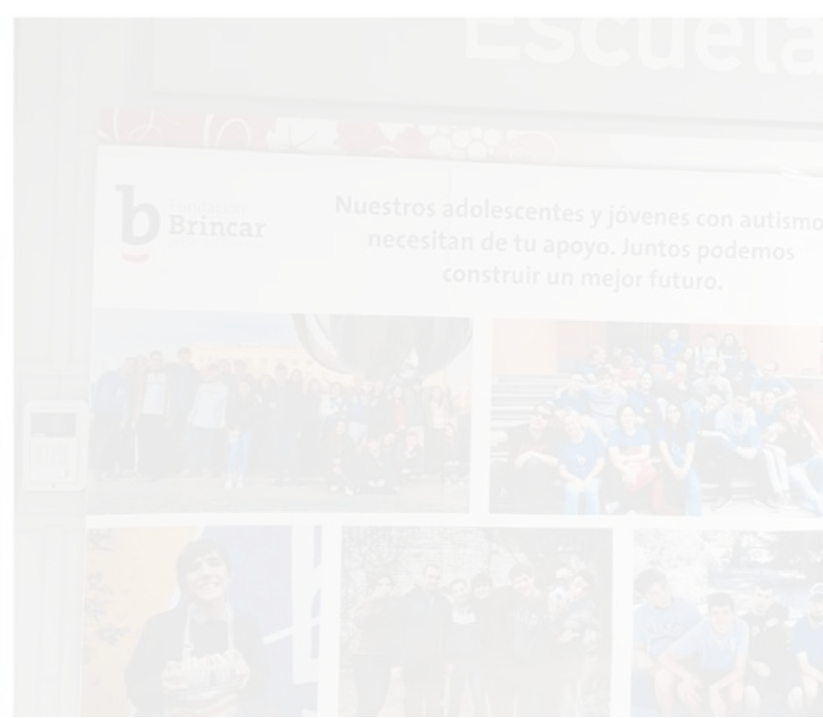 Escuela
b
Brincar
Nuestros adolescentes y jóvenes con autismo
necesitan de tu apoyo. Juntos podemos
construir un mejor futuro.